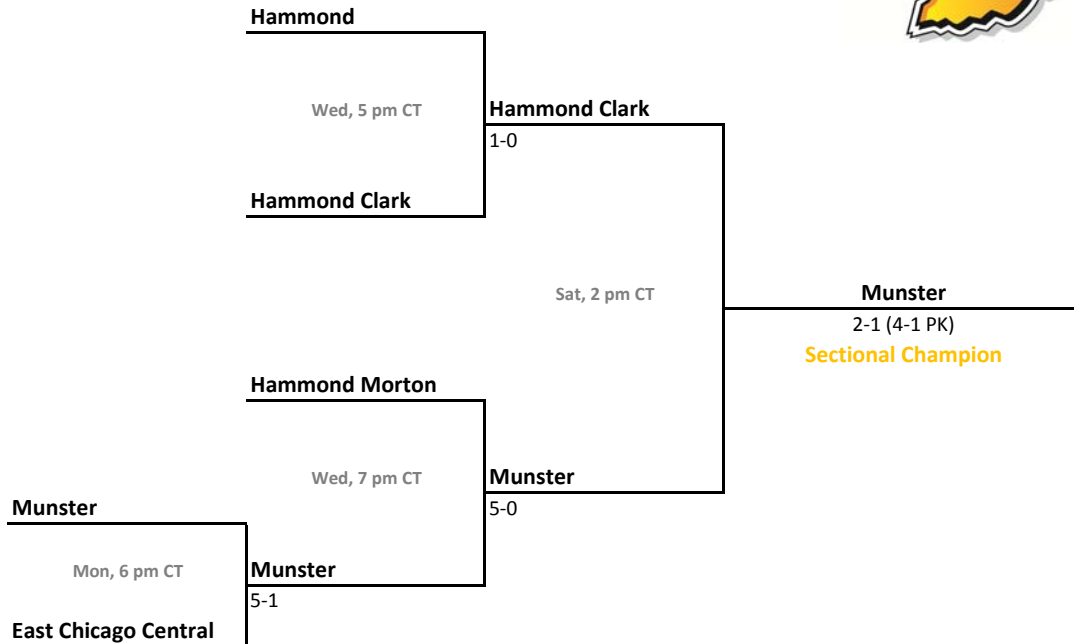 Hammond
Wed, 5 pm CT
Hammond Clark
1-0
Hammond Clark
Sat, 2 pm CT
Munster
2-1 (4-1 PK)
Sectional Champion
Hammond Morton
Wed, 7 pm CT
Munster
5-0
Munster
Mon, 6 pm CT
Munster
5-1
East Chicago Central